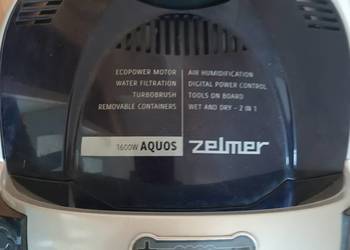 ECOPOWER MOTOR
WATER FILTRATION
TURBOBRUSH
REMOVABLE CONTAINERS
AIR HUMIDIFICATION
DIGITAL POWER CONTROL
TOOLS ON BOARD
WET AND DRY - 2 IN 1
1600W AQUOS
zelmer